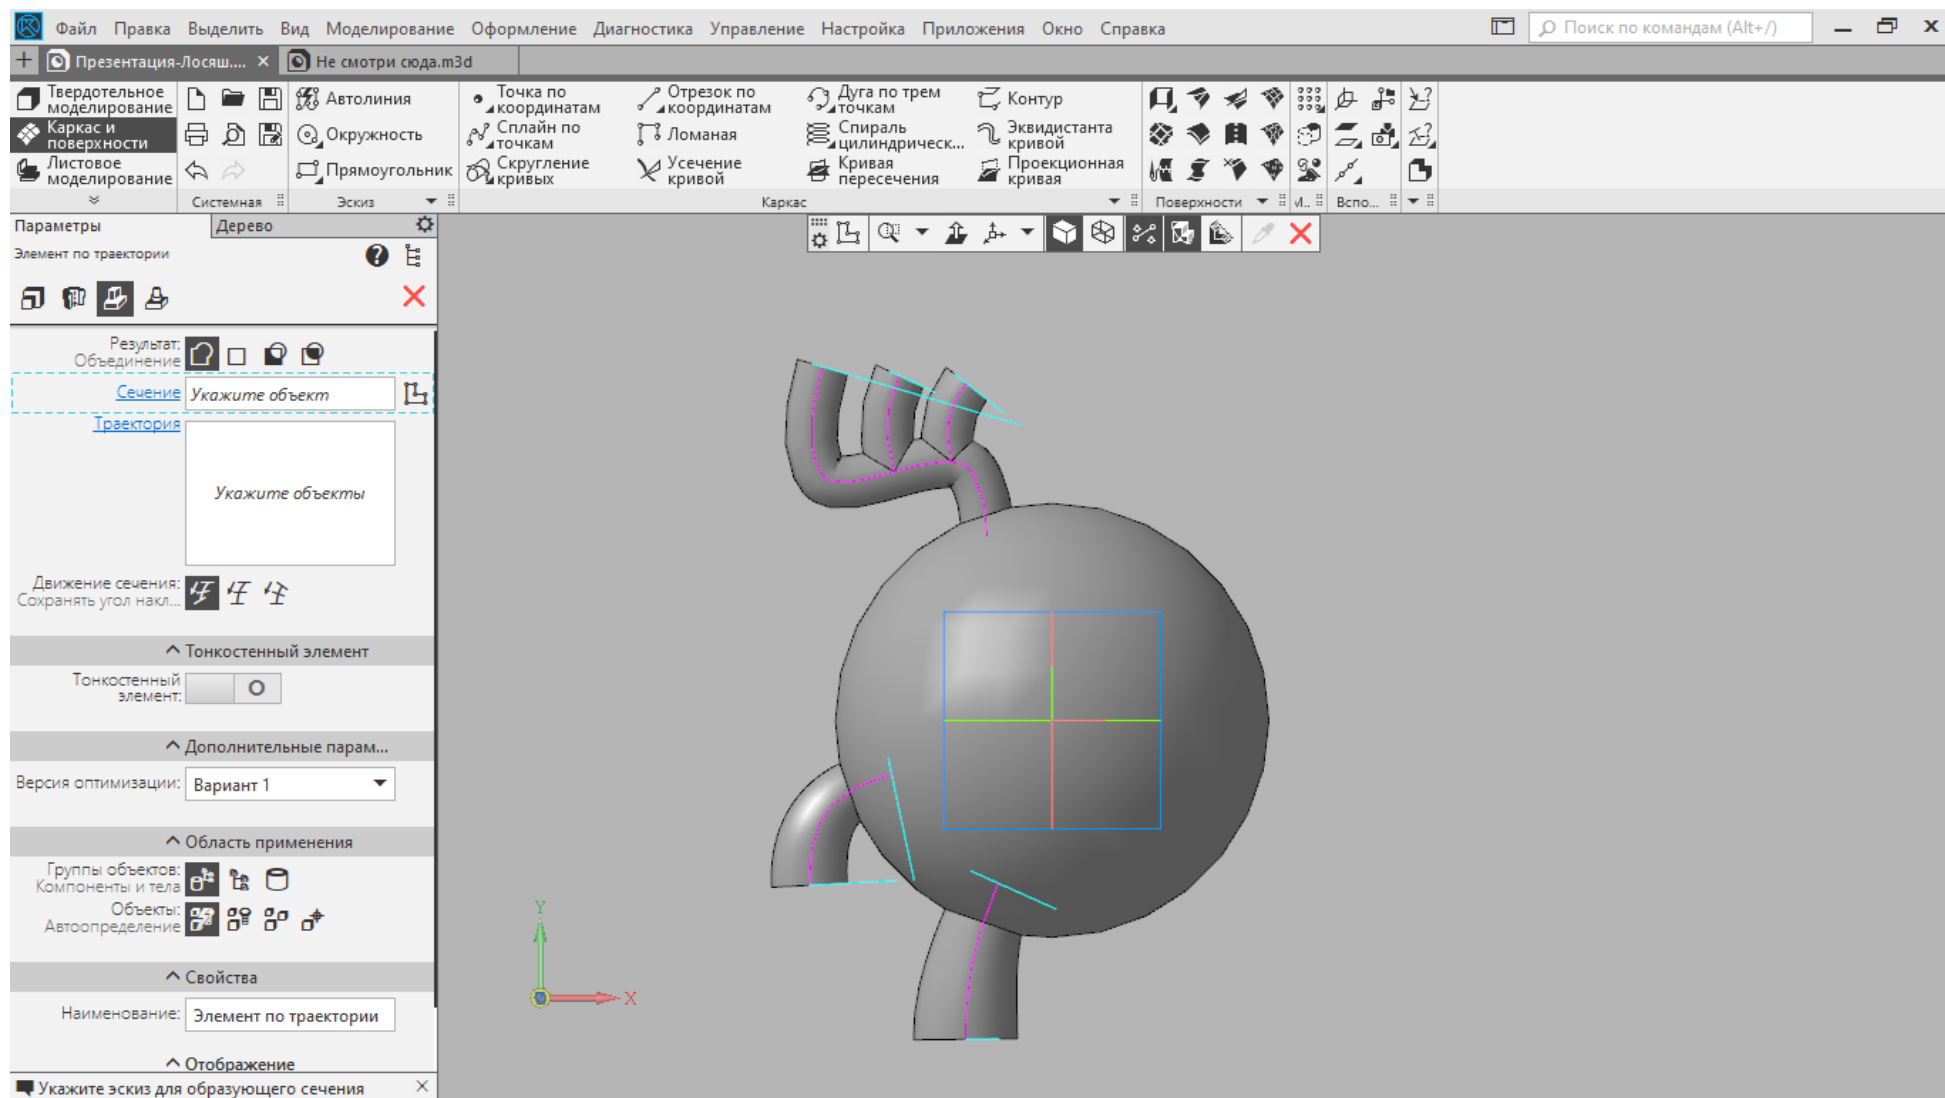 Файл Правка Выделить Вид Моделирование Оформление Диагностика Управление Настройка Приложения Окно Справка
Поиск по командам (Alt+/)
Презентация-Лосяш....
Не смотри сюда.m3d
Твердотельное
моделирование
Каркас и
поверхности
Листовое
моделирование
Системная
Автолиния
Окружность
Прямоугольник
Эскиз
Точка по
координатам
Сплайн по
точкам
Скругление
кривых
Отрезок по
координатам
Ломаная
Усечение
кривой
Дуга по трем
точкам
Спираль
цилиндрическ...
Кривая
пересечения
Контур
Эквидистанта
кривой
Проекционная
кривая
Каркас
Поверхности
И..
Вспо...
Параметры
Дерево
Элемент по траектории
Результат:
Объединение
Сечение
Укажите объект
Траектория
Укажите объекты
Движение сечения:
Сохранять угол накл...
Тонкостенный элемент
Тонкостенный
элемент:
Дополнительные парам...
Версия оптимизации:
Вариант 1
Область применения
Группы объектов:
Компоненты и тела
Объекты:
Автоопределение
Свойства
Наименование:
Элемент по траектории
Отображение
Укажите эскиз для образующего сечения
Y
X